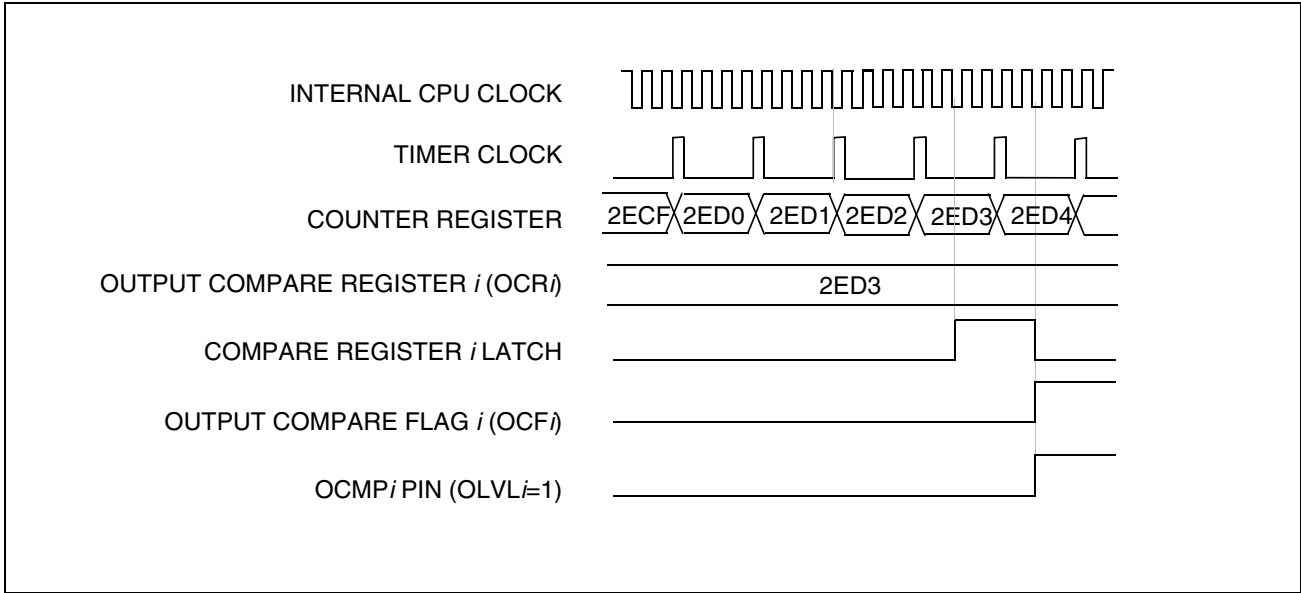 INTERNAL CPU CLOCK
TIMER CLOCK
COUNTER REGISTER 2ECF 2ED0 2ED1 2ED2 2ED3 2ED4
OUTPUT COMPARE REGISTER i (OCRi) 2ED3
COMPARE REGISTER i LATCH
OUTPUT COMPARE FLAG i (OCFi)
OCMPi PIN (OLVLi=1)